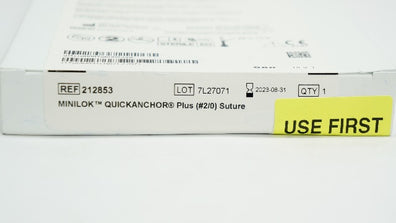 REF 212853 LOT 7L27071 2023-08-31 QTY 1
MINILOK™ QUICKANCHOR® Plus (#2/0) Suture
USE FIRST